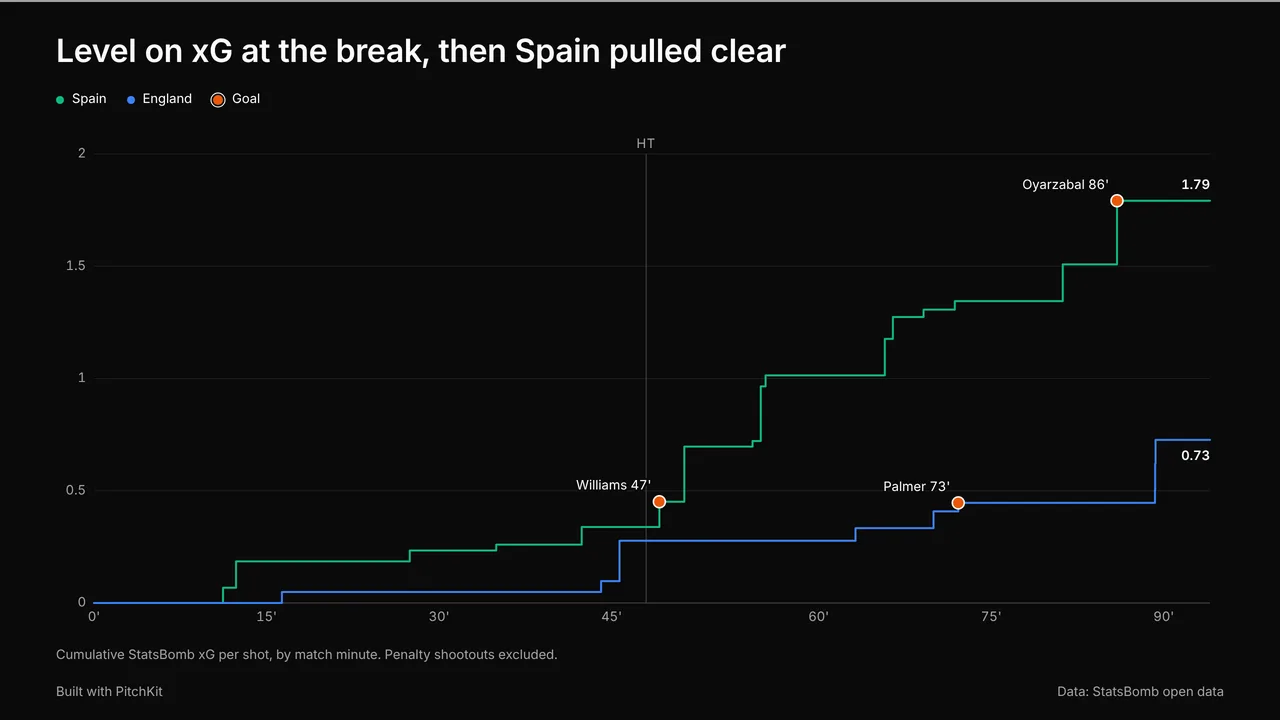 Level on xG at the break, then Spain pulled clear
Spain England Goal
HT
2
Oyarzabal 86' 1.79
1.5
1
Williams 47' Palmer 73'
0.5
0.73
0
0' 15' 30' 45' 60' 75' 90'
Cumulative StatsBomb xG per shot, by match minute. Penalty shootouts excluded.
Built with PitchKit Data: StatsBomb open data